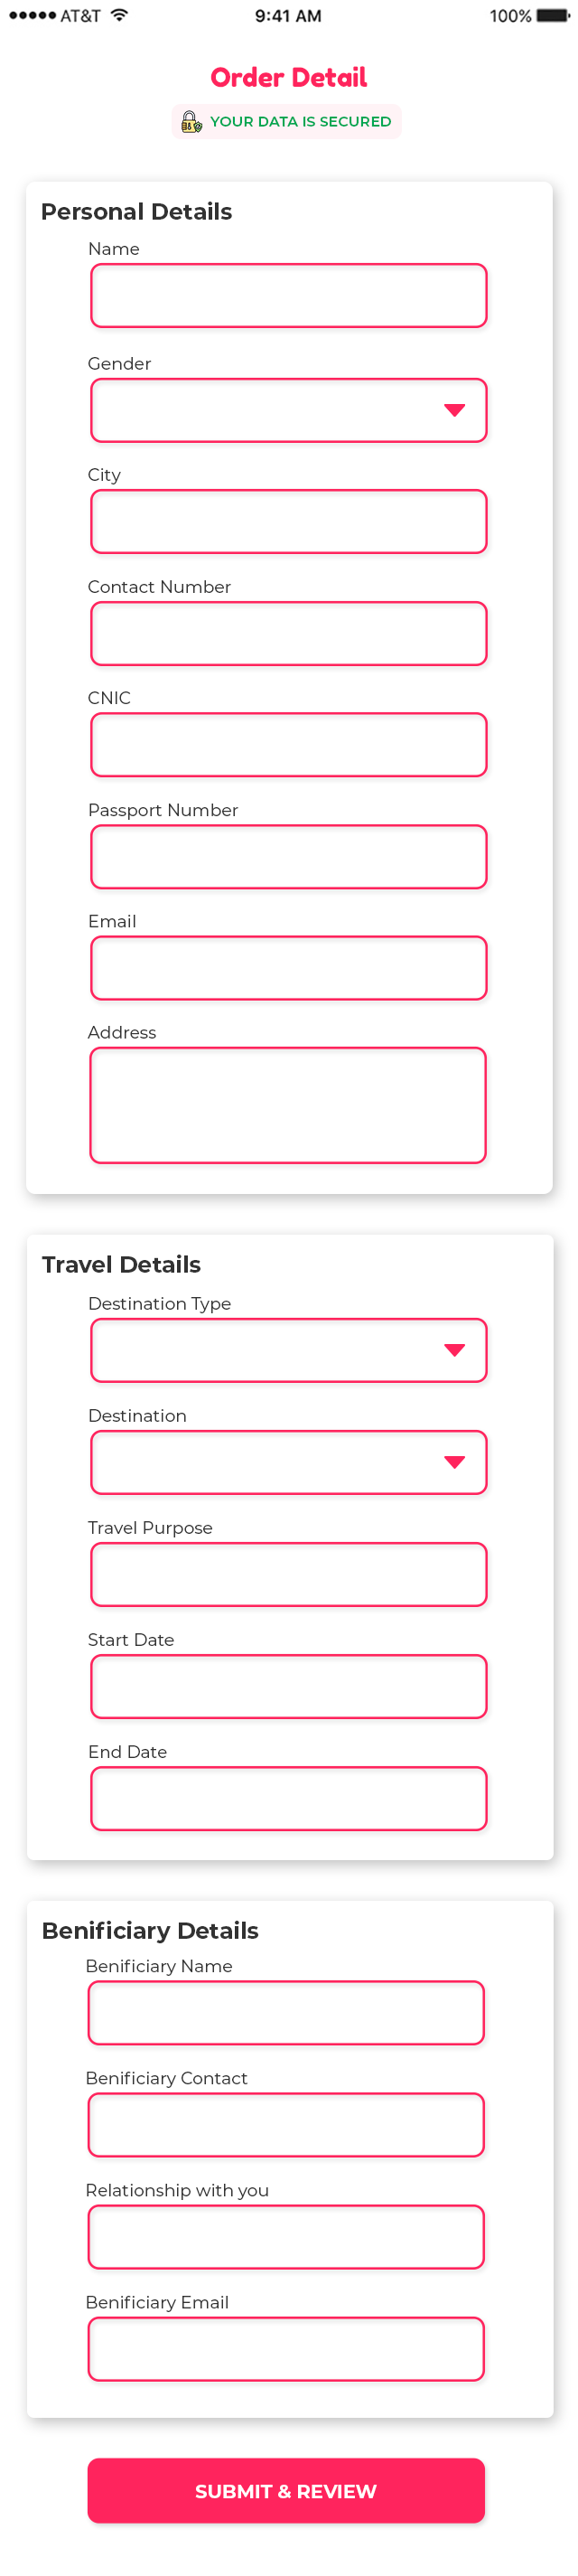 AT&T 9:41 AM 100%
Order Detail
YOUR DATA IS SECURED
Personal Details
Name
Gender
City
Contact Number
CNIC
Passport Number
Email
Address
Travel Details
Destination Type
Destination
Travel Purpose
Start Date
End Date
Benificiary Details
Benificiary Name
Benificiary Contact
Relationship with you
Benificiary Email
SUBMIT & REVIEW